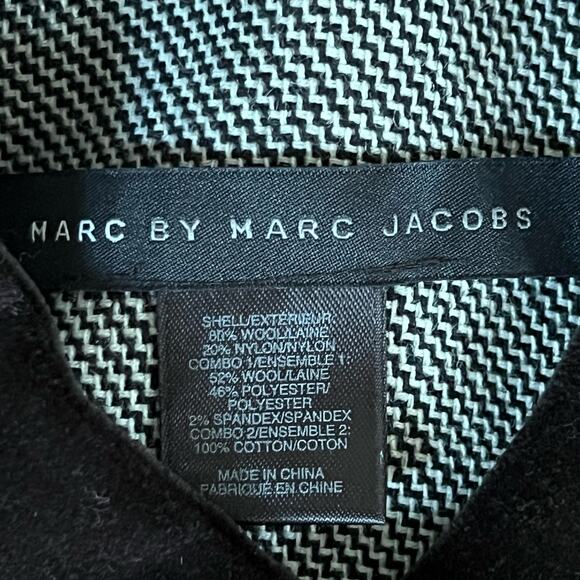 MARC BY MARC JACOBS
SHELL/EXTERIEUR
80% WOOL/LAINE
20% NYLON/NYLON
COMBO 1/ENSEMBLE 1:
52% WOOL/LAINE
46% POLYESTER/
POLYESTER
2% SPANDEX/SPANDEX
COMBO 2/ENSEMBLE 2:
100% COTTON/COTON
MADE IN CHINA
FABRIQUE EN CHINE